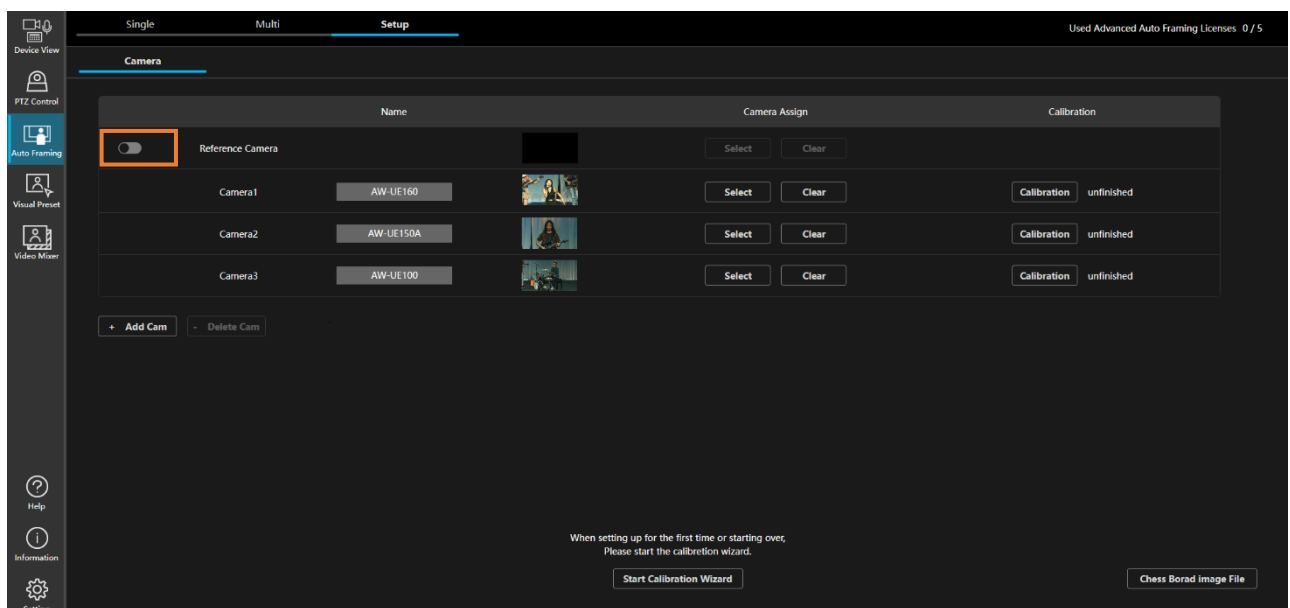 Single Multi Setup Used Advanced Auto Framing Licenses 0 / 5
Device View
Camera
PTZ Control
Name Camera Assign Calibration
Auto Framing
Reference Camera Select Clear
Visual Preset
Camera1 AW-UE160 Select Clear Calibration unfinished
Camera2 AW-UE150A Select Clear Calibration unfinished
Video Mixer
Camera3 AW-UE100 Select Clear Calibration unfinished
+ Add Cam - Delete Cam
Help
When setting up for the first time or starting over,
Please start the calibretion wizard.
Information
Start Calibration Wizard Chess Borad image File